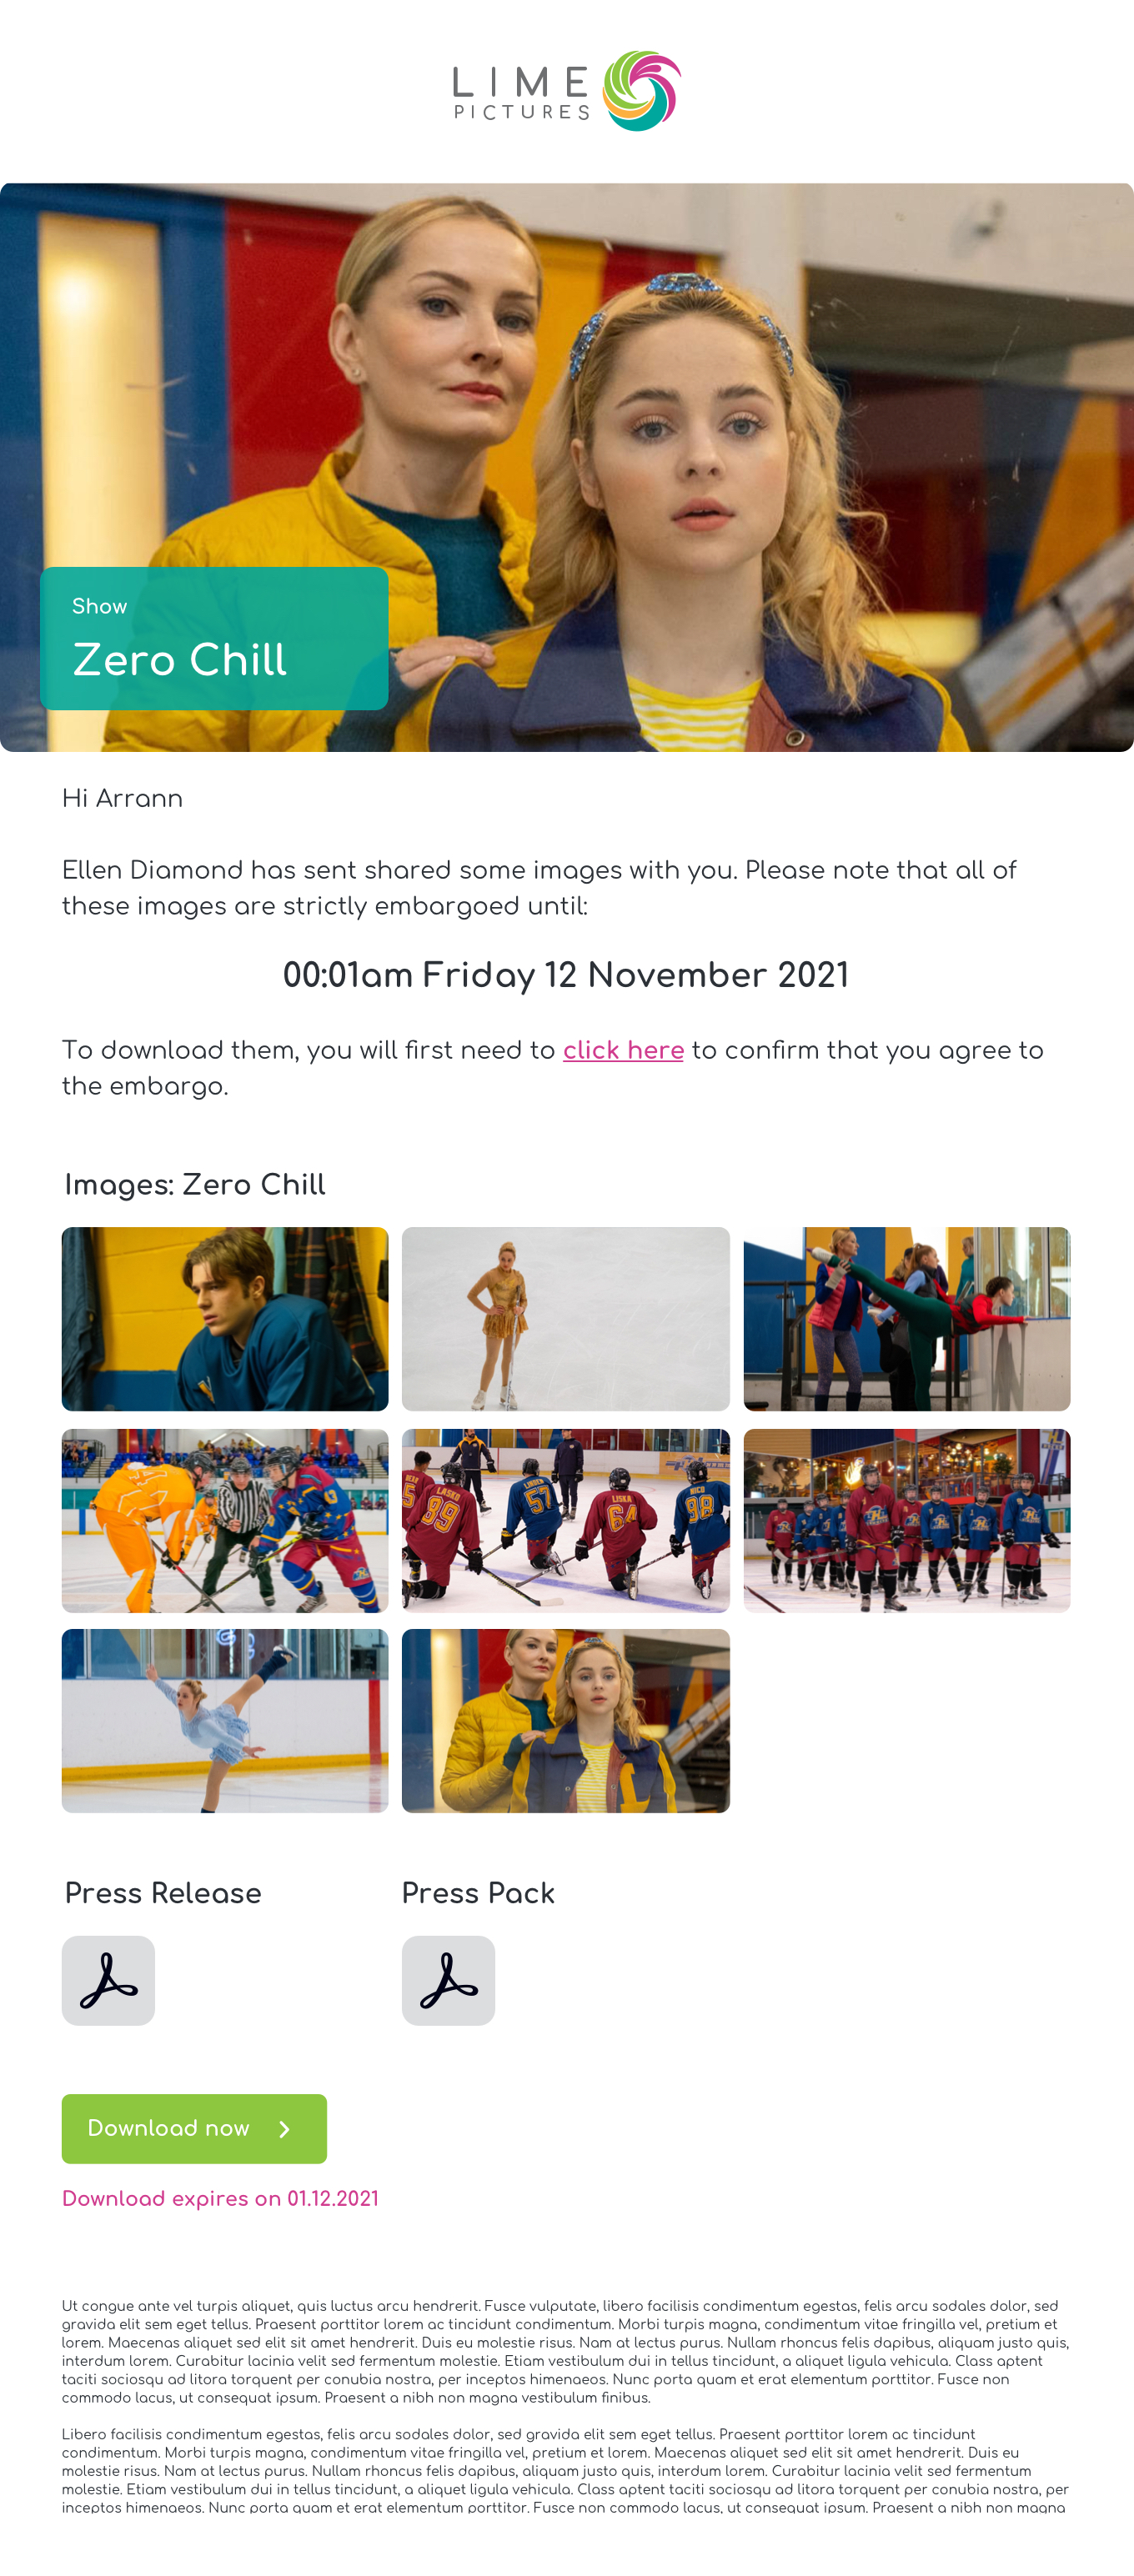 LIME
PICTURES
Show
Zero Chill
Hi Arrann
Ellen Diamond has sent shared some images with you. Please note that all of
these images are strictly embargoed until:
00:01am Friday 12 November 2021
To download them, you will first need to click here to confirm that you agree to
the embargo.
Images: Zero Chill
LASKO
89
LARSEN
57
LISKA
64
NICO
98
Press Release
Press Pack
Download now
Download expires on 01.12.2021
Ut congue ante vel turpis aliquet, quis luctus arcu hendrerit. Fusce vulputate, libero facilisis condimentum egestas, felis arcu sodales dolor, sed
gravida elit sem eget tellus. Praesent porttitor lorem ac tincidunt condimentum. Morbi turpis magna, condimentum vitae fringilla vel, pretium et
lorem. Maecenas aliquet sed elit sit amet hendrerit. Duis eu molestie risus. Nam at lectus purus. Nullam rhoncus felis dapibus, aliquam justo quis,
interdum lorem. Curabitur lacinia velit sed fermentum molestie. Etiam vestibulum dui in tellus tincidunt, a aliquet ligula vehicula. Class aptent
taciti sociosqu ad litora torquent per conubia nostra, per inceptos himenaeos. Nunc porta quam et erat elementum porttitor. Fusce non
commodo lacus, ut consequat ipsum. Praesent a nibh non magna vestibulum finibus.
Libero facilisis condimentum egestas, felis arcu sodales dolor, sed gravida elit sem eget tellus. Praesent porttitor lorem ac tincidunt
condimentum. Morbi turpis magna, condimentum vitae fringilla vel, pretium et lorem. Maecenas aliquet sed elit sit amet hendrerit. Duis eu
molestie risus. Nam at lectus purus. Nullam rhoncus felis dapibus, aliquam justo quis, interdum lorem. Curabitur lacinia velit sed fermentum
molestie. Etiam vestibulum dui in tellus tincidunt, a aliquet ligula vehicula. Class aptent taciti sociosqu ad litora torquent per conubia nostra, per
inceptos himenaeos. Nunc porta quam et erat elementum porttitor. Fusce non commodo lacus, ut consequat ipsum. Praesent a nibh non magna